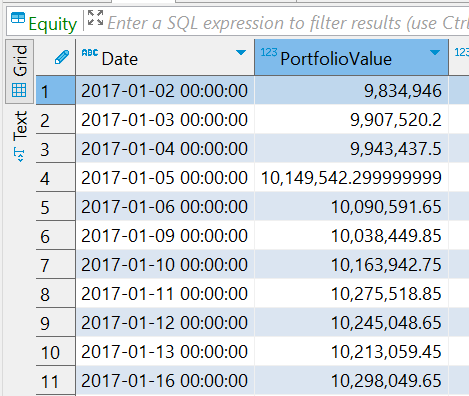 Equity Enter a SQL expression to filter results (use Ctrl
Grid
Text
ABC Date 123 PortfolioValue 123
1 2017-01-02 00:00:00 9,834,946
2 2017-01-03 00:00:00 9,907,520.2
3 2017-01-04 00:00:00 9,943,437.5
4 2017-01-05 00:00:00 10,149,542.299999999
5 2017-01-06 00:00:00 10,090,591.65
6 2017-01-09 00:00:00 10,038,449.85
7 2017-01-10 00:00:00 10,163,942.75
8 2017-01-11 00:00:00 10,275,518.85
9 2017-01-12 00:00:00 10,245,048.65
10 2017-01-13 00:00:00 10,213,059.45
11 2017-01-16 00:00:00 10,298,049.65